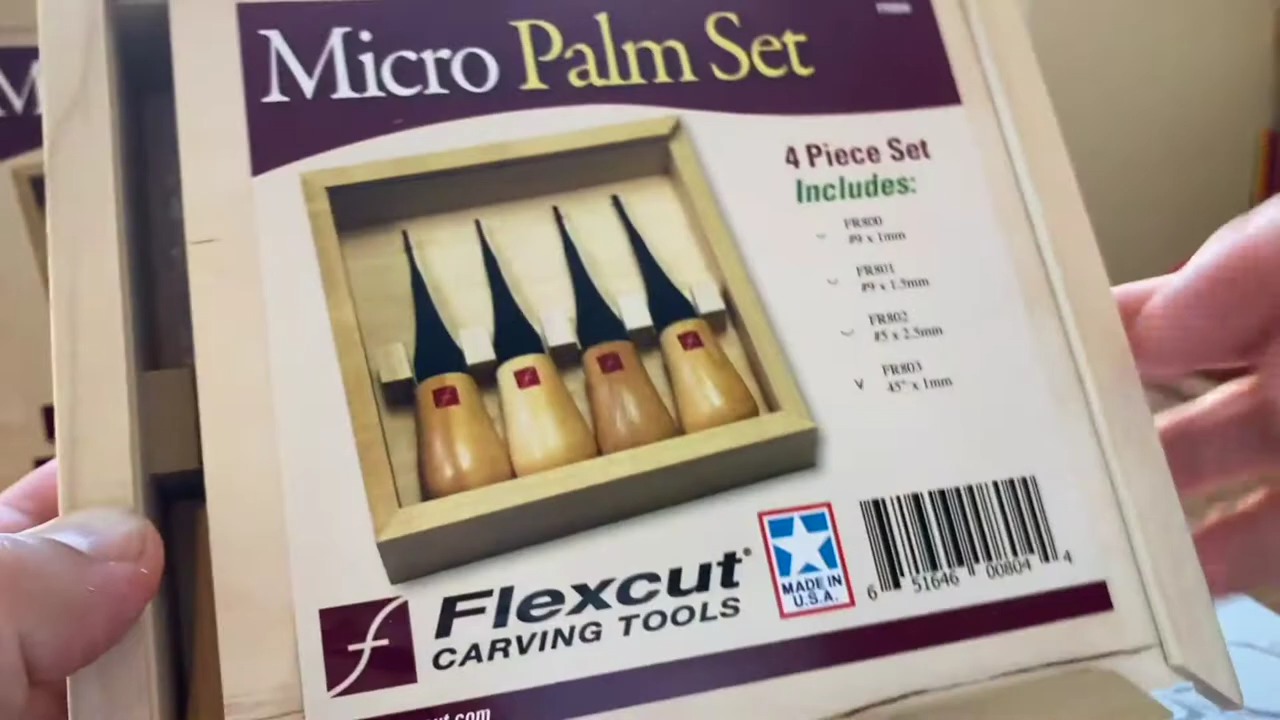 Micro Palm Set
4 Piece Set
Includes:
FR800
#9 x 1mm
FR801
#9 x 1.5mm
FR802
#5 x 2.5mm
FR803
45° x 1mm
Flexcut®
CARVING TOOLS
MADE IN
U.S.A.
6 51646 00804 4